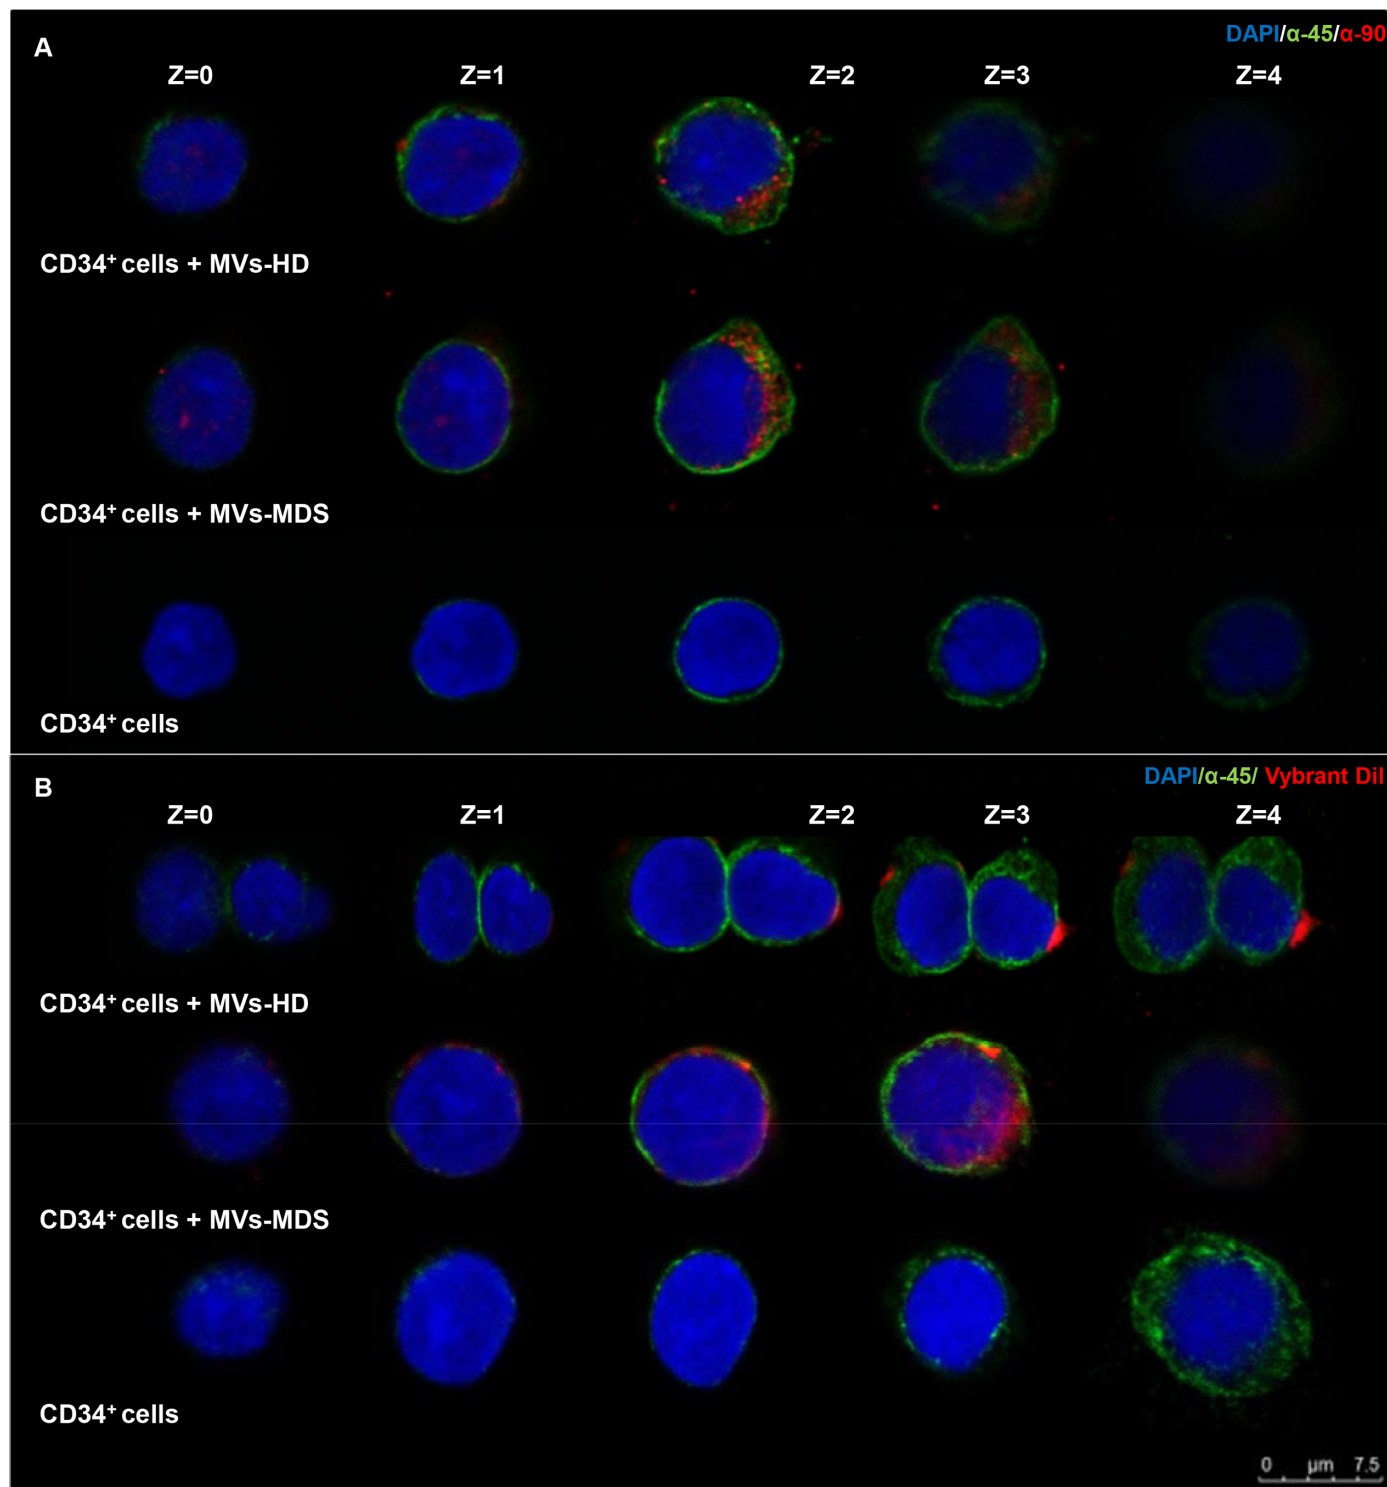 A
DAPI/α-45/α-90
Z=0 Z=1 Z=2 Z=3 Z=4
CD34⁺ cells + MVs-HD
CD34⁺ cells + MVs-MDS
CD34⁺ cells
B
DAPI/α-45/ Vybrant Dil
Z=0 Z=1 Z=2 Z=3 Z=4
CD34⁺ cells + MVs-HD
CD34⁺ cells + MVs-MDS
CD34⁺ cells
0 µm 7.5